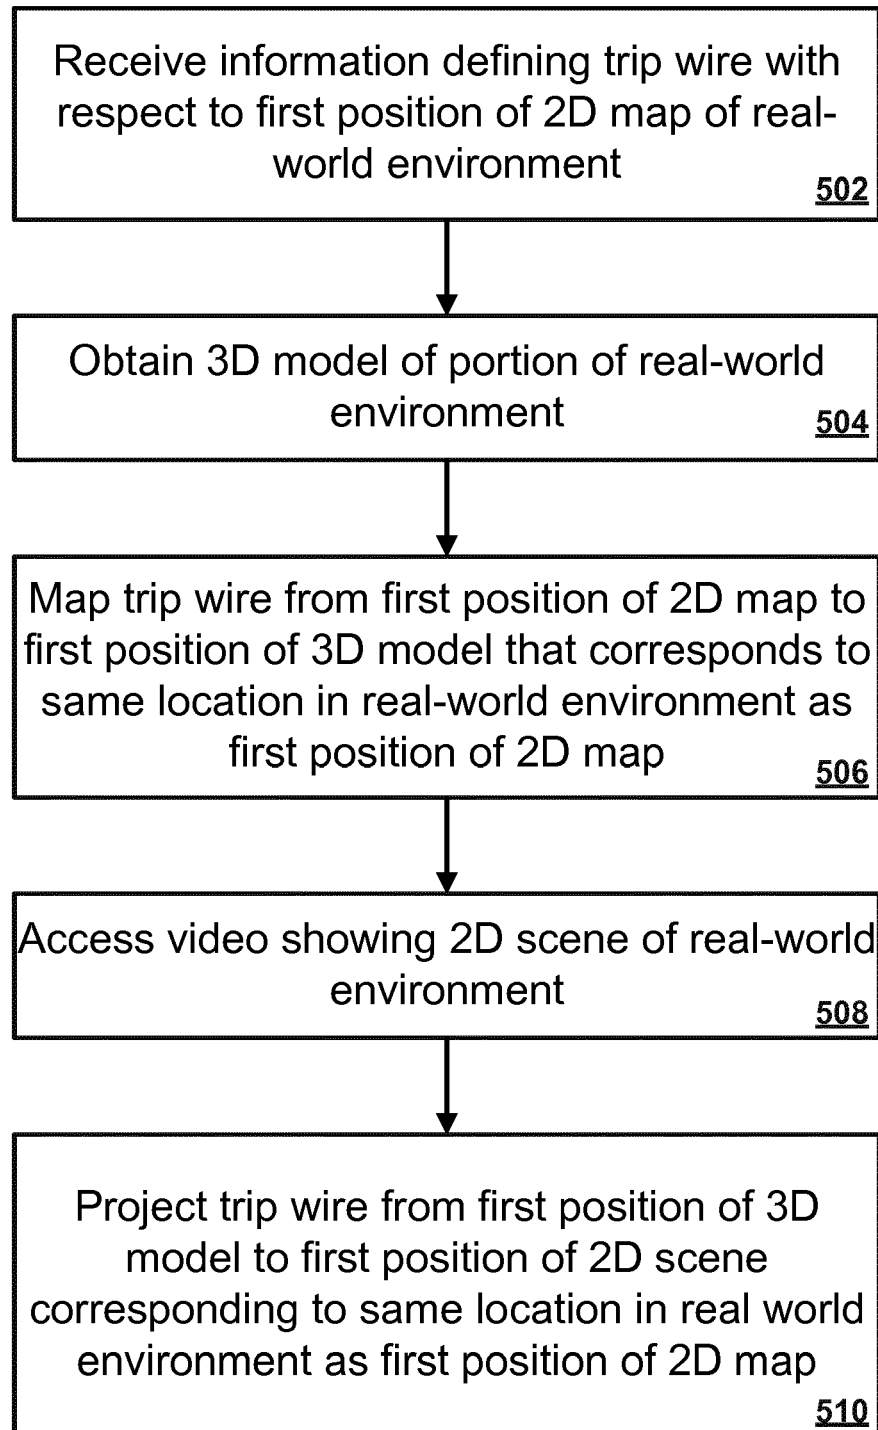 Receive information defining trip wire with
respect to first position of 2D map of real-
world environment
502
Obtain 3D model of portion of real-world
environment
504
Map trip wire from first position of 2D map to
first position of 3D model that corresponds to
same location in real-world environment as
first position of 2D map
506
Access video showing 2D scene of real-world
environment
508
Project trip wire from first position of 3D
model to first position of 2D scene
corresponding to same location in real world
environment as first position of 2D map
510